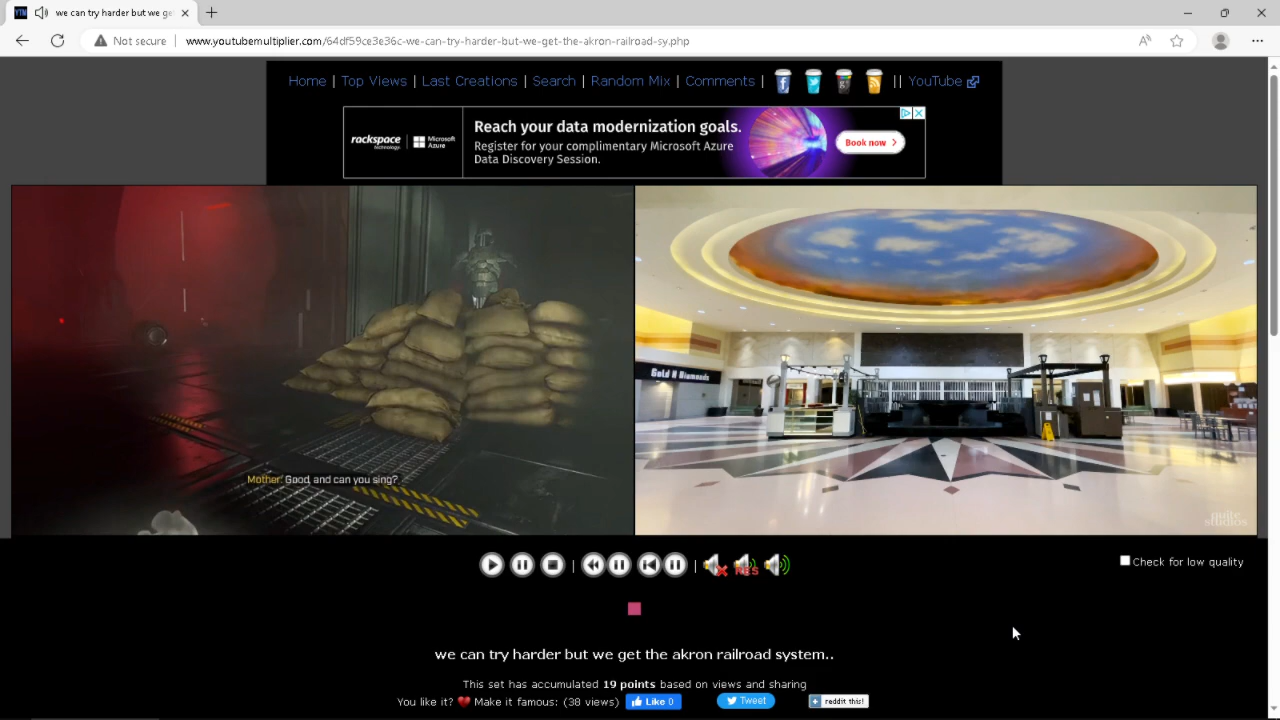 YTM
we can try harder but we get
Not secure
www.youtubemultiplier.com/64df59ce3e36c-we-can-try-harder-but-we-get-the-akron-railroad-sy.php
Home | Top Views | Last Creations | Search | Random Mix | Comments | || YouTube
rackspace technology. Microsoft Azure
Reach your data modernization goals.
Register for your complimentary Microsoft Azure
Data Discovery Session.
Book now
Gold N Diamonds
Mother: Good, and can you sing?
quite studios
Check for low quality
we can try harder but we get the akron railroad system..
This set has accumulated 19 points based on views and sharing
You like it? Make it famous: (38 views) Like 0 Tweet reddit this!